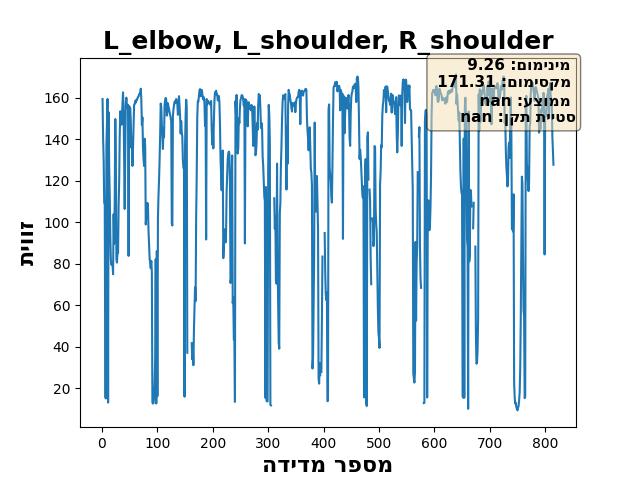 L_elbow, L_shoulder, R_shoulder
מינימום: 9.26
מקסימום: 171.31
ממוצע: nan
סטיית תקן: nan
זווית
160
140
120
100
80
60
40
20
0 100 200 300 400 500 600 700 800
מספר מדידה